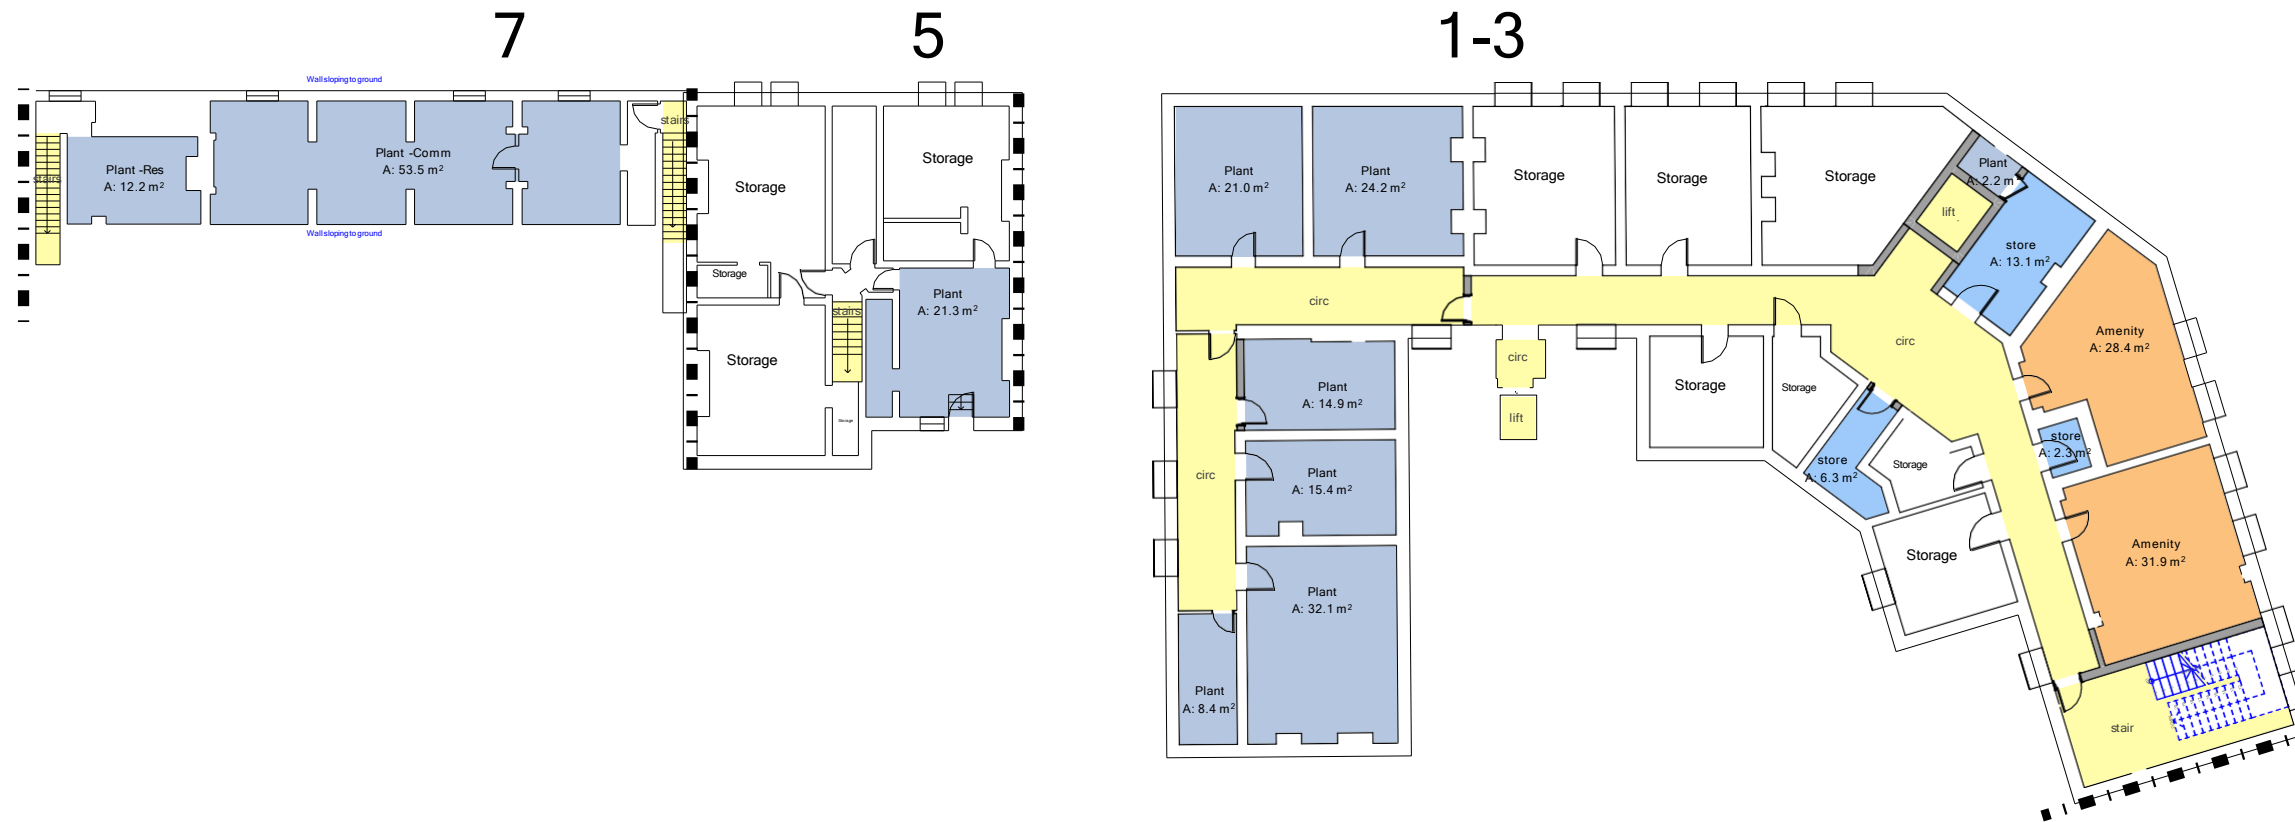 7
5
1-3
Wall sloping to ground
stairs
Plant -Res
A: 12.2 m²
Plant -Comm
A: 53.5 m²
Wall sloping to ground
stairs
Storage
Storage
Storage
Storage
stairs
Storage
Plant
A: 21.3 m²
Plant
A: 21.0 m²
Plant
A: 24.2 m²
Storage
Storage
Storage
Plant
A: 2.2 m²
lift
store
A: 13.1 m²
circ
circ
Amenity
A: 28.4 m²
circ
lift
Storage
Storage
Plant
A: 14.9 m²
circ
Plant
A: 15.4 m²
store
A: 6.3 m²
Storage
store
A: 2.3 m²
Storage
Amenity
A: 31.9 m²
Plant
A: 32.1 m²
Plant
A: 8.4 m²
stair